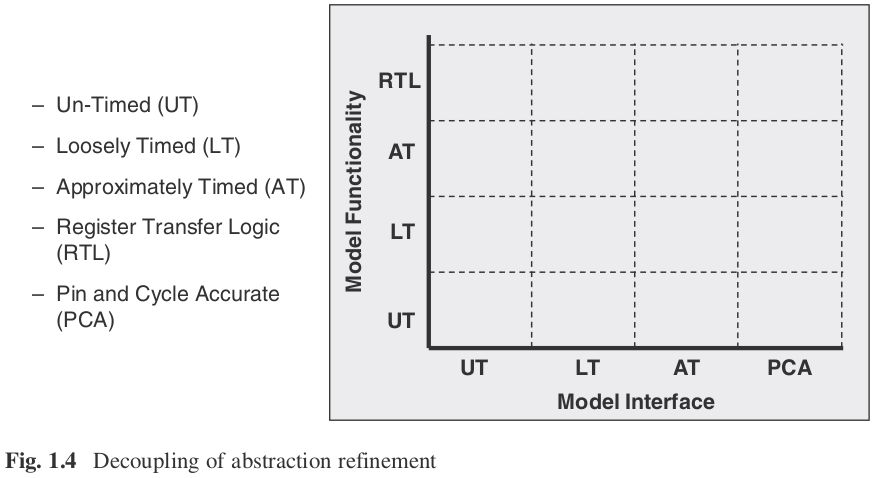 – Un-Timed (UT)
– Loosely Timed (LT)
– Approximately Timed (AT)
– Register Transfer Logic
(RTL)
– Pin and Cycle Accurate
(PCA)
Model Functionality
RTL
AT
LT
UT
UT LT AT PCA
Model Interface
Fig. 1.4 Decoupling of abstraction refinement